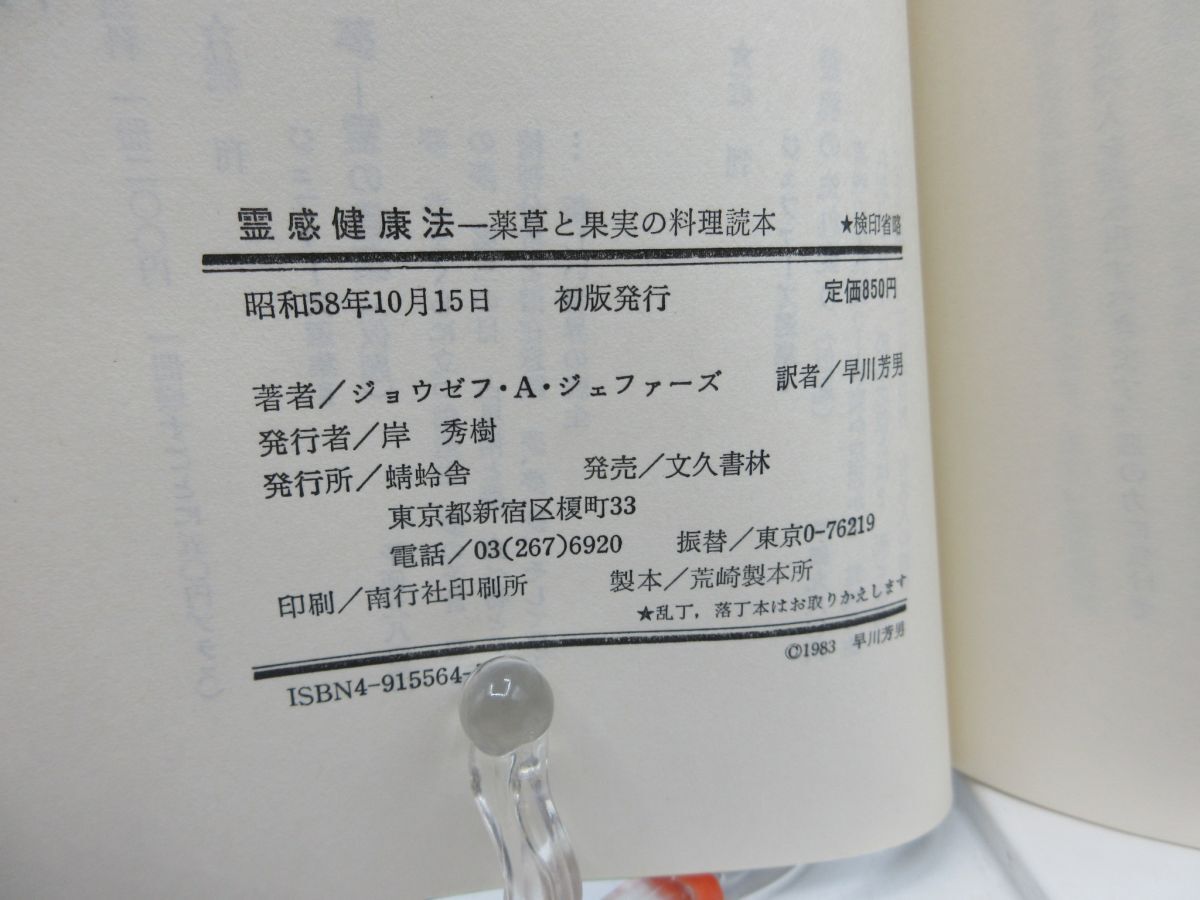 霊感健康法―薬草と果実の料理読本 ★検印省略
昭和58年10月15日 初版発行 定価850円
著者/ジョウゼフ・A・ジェファーズ 訳者/早川芳男
発行者/岸 秀樹
発行所/蜻蛉舎 発売/文久書林
東京都新宿区榎町33
電話/03(267)6920 振替/東京0-76219
印刷/南行社印刷所 製本/荒崎製本所
★乱丁,落丁本はお取りかえします
©1983 早川芳男
ISBN4-915564-